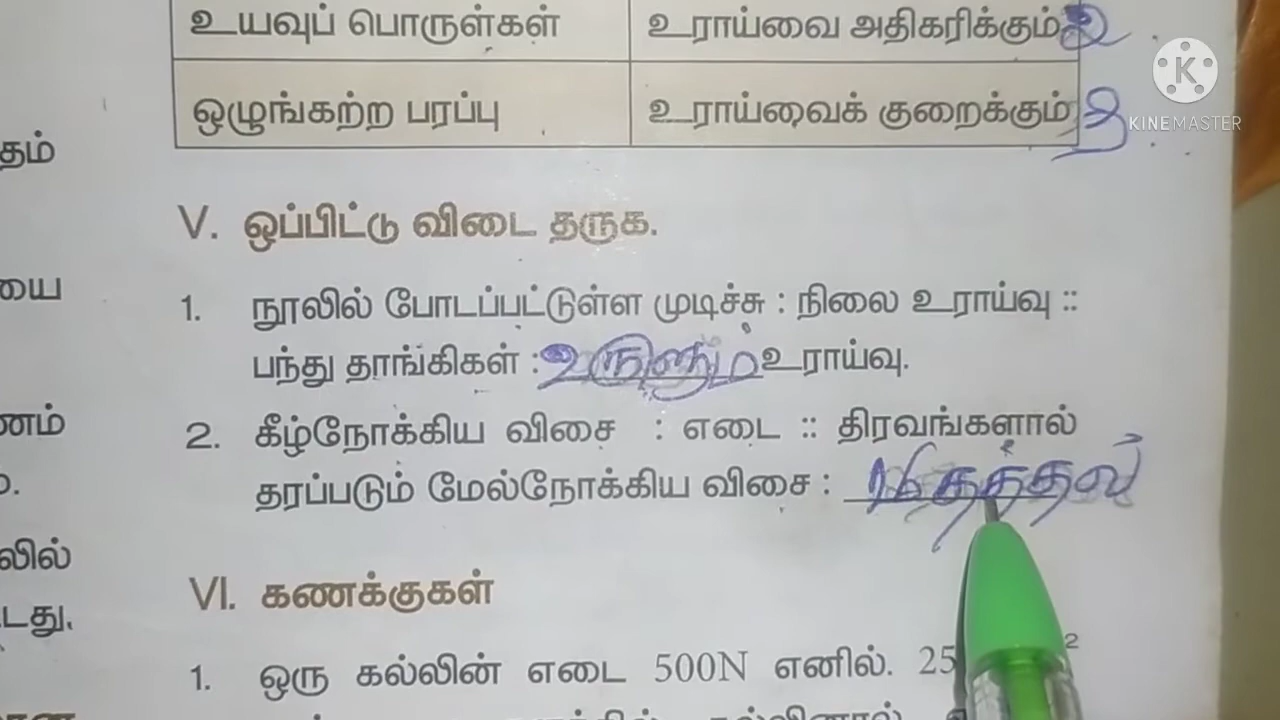 உயவுப் பொருள்கள் உராய்வை அதிகரிக்கும் உ
ஒழுங்கற்ற பரப்பு உராய்வைக் குறைக்கும்
KINEMASTER
தம்
V. ஒப்பிட்டு விடை தருக.
யை
1. நூலில் போடப்பட்டுள்ள முடிச்சு : நிலை உராய்வு ::
பந்து தாங்கிகள் : உருளும் உராய்வு.
னம்
2. கீழ்நோக்கிய விசை : எடை :: திரவங்களால்
தரப்படும் மேல்நோக்கிய விசை : மிதத்தல்
லில்
VI. கணக்குகள்
டது.
1. ஒரு கல்லின் எடை 500N எனில். 25 2